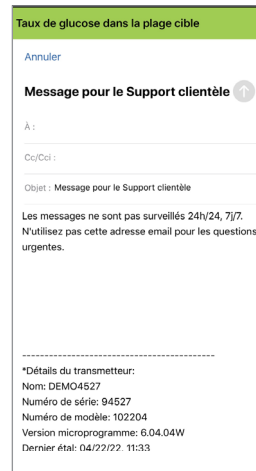 Taux de glucose dans la plage cible
Annuler
Message pour le Support clientèle
À :
Cc/Cci :
Objet : Message pour le Support clientèle
Les messages ne sont pas surveillés 24h/24, 7j/7.
N'utilisez pas cette adresse email pour les questions
urgentes.
-------------------------------------------
*Détails du transmetteur:
Nom: DEMO4527
Numéro de série: 94527
Numéro de modèle: 102204
Version microprogramme: 6.04.04W
Dernier étal: 04/22/22, 11:33